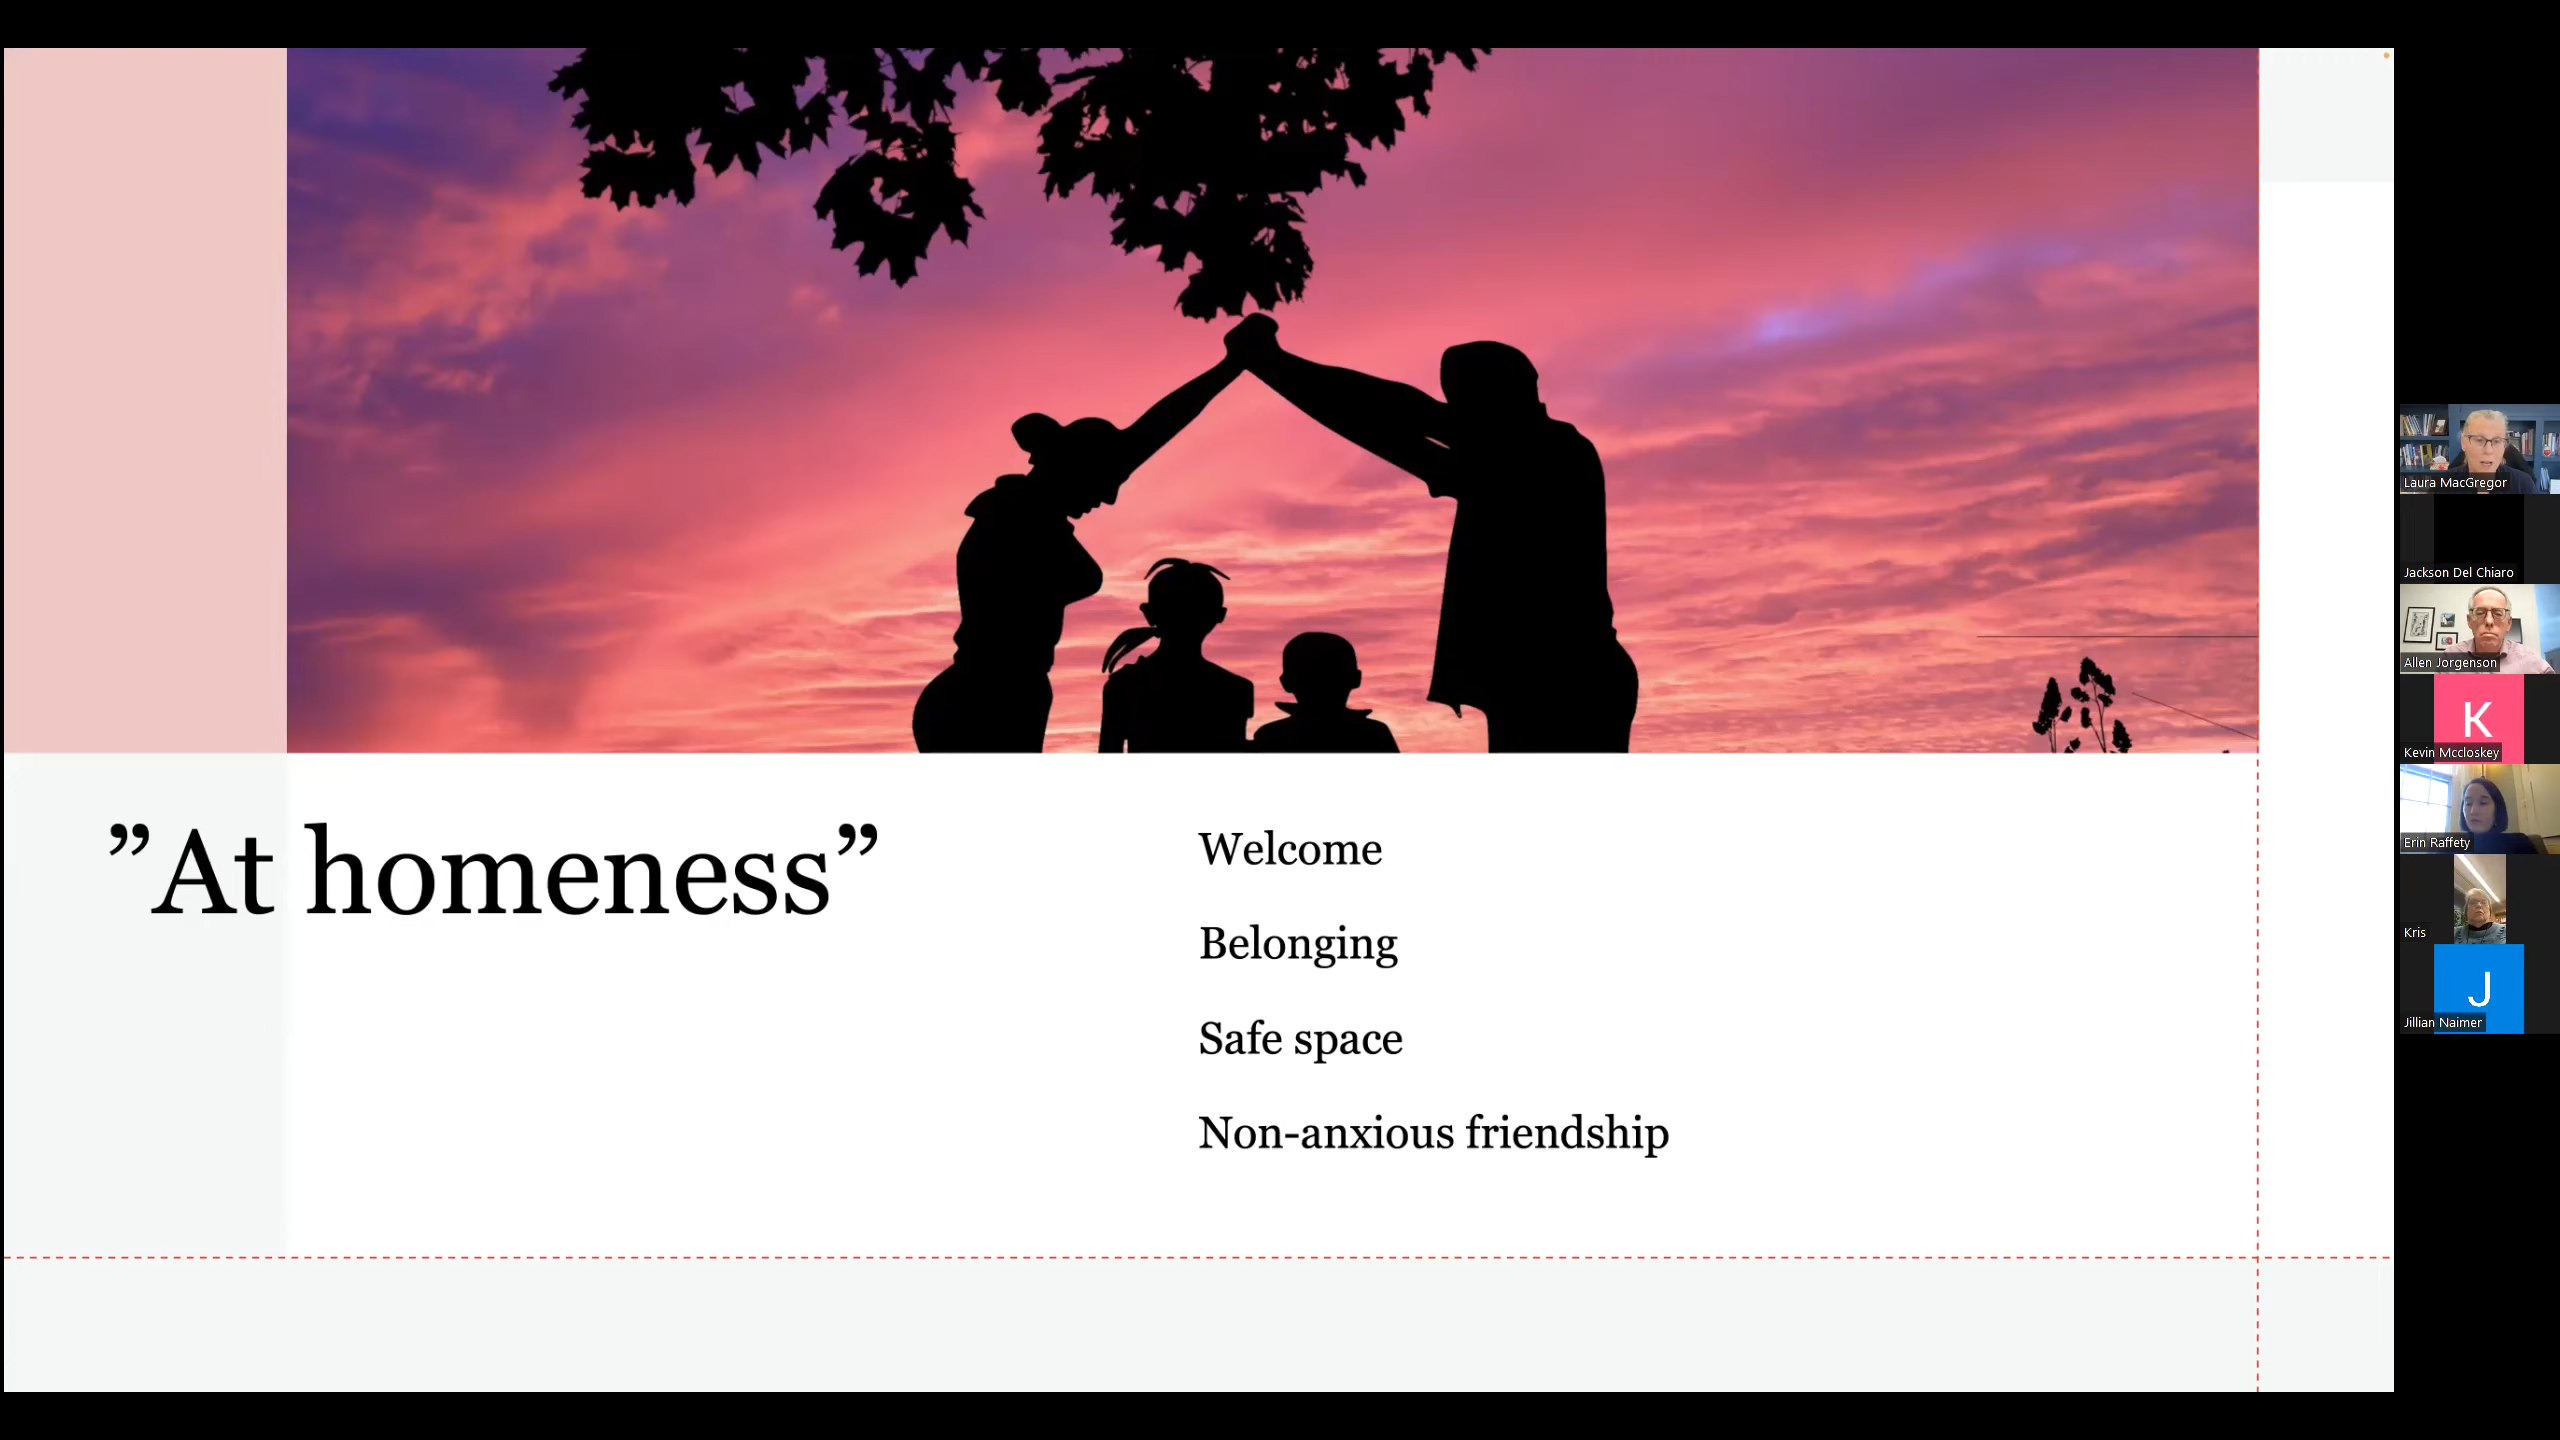 ”At homeness”
Welcome
Belonging
Safe space
Non-anxious friendship
Laura MacGregor
Jackson Del Chiaro
Allen Jorgenson
K
Kevin Mccloskey
Erin Raffety
Kris
J
Jillian Naimer